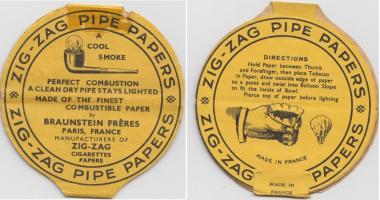 ZIG-ZAG PIPE PAPERS
A
COOL
SMOKE
PERFECT COMBUSTION
A CLEAN DRY PIPE STAYS LIGHTED
MADE OF THE FINEST
COMBUSTIBLE PAPER
by
BRAUNSTEIN FRÈRES
PARIS, FRANCE
MANUFACTURERS OF
ZIG-ZAG
CIGARETTES
PAPERS
ZIG-ZAG PIPE PAPERS
ZIG-ZAG PIPE PAPERS
DIRECTIONS
Hold Paper between Thumb
and Forefinger, then place Tobacco
in Paper, draw outside edge of paper
to a point and twist into Balloon Shape
to fit the inside of Bowl.
Pierce top of paper before lighting
MADE IN FRANCE
ZIG-ZAG PAPERS
MADE IN
FRANCE